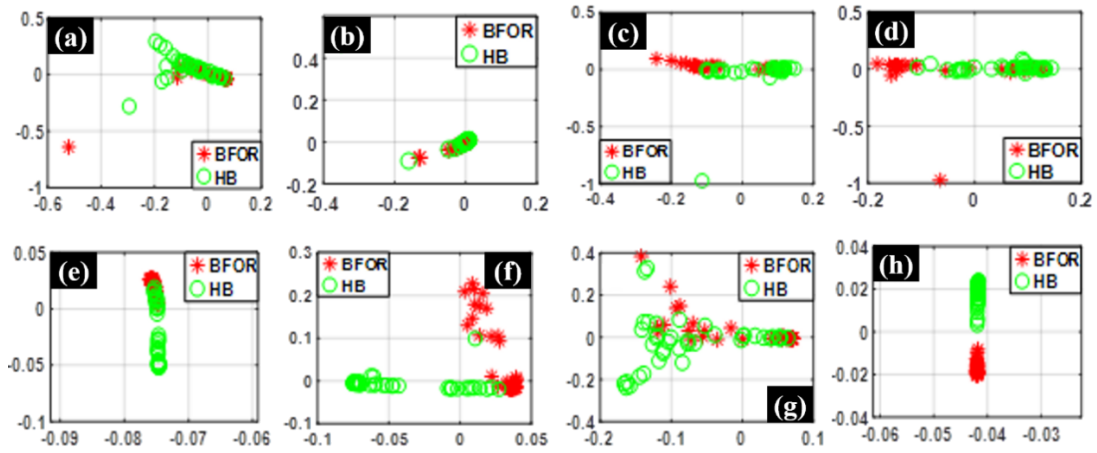 0.5
(a)
BFOR
HB
0
-0.5
-1
-0.6 -0.4 -0.2 0 0.2
(b)
BFOR
HB
0.4
0.2
0
-0.2
-0.6 -0.4 -0.2 0 0.2
0.5
(c)
0
-0.5
BFOR
HB
-1
-0.4 -0.2 0 0.2
0.5
(d)
0
-0.5
BFOR
HB
-1
-0.2 0 0.2
0.05
(e)
BFOR
HB
0
-0.05
-0.1
-0.09 -0.08 -0.07 -0.06
0.3
BFOR
HB
(f)
0.2
0.1
0
-0.1
-0.1 -0.05 0 0.05
0.4
BFOR
HB
0.2
0
-0.2
(g)
-0.4
-0.2 -0.1 0 0.1
0.04
(h)
BFOR
HB
0.02
0
-0.02
-0.04
-0.06 -0.05 -0.04 -0.03